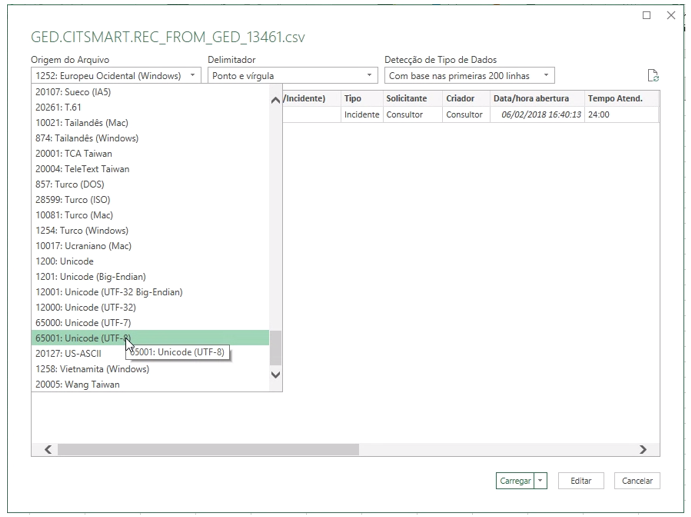 GED.CITSMART.REC_FROM_GED_13461.csv
Origem do Arquivo Delimitador Detecção de Tipo de Dados
1252: Europeu Ocidental (Windows) Ponto e vírgula Com base nas primeiras 200 linhas
20107: Sueco (IA5)
/Incidente) Tipo Solicitante Criador Data/hora abertura Tempo Atend.
20261: T.61
Incidente Consultor Consultor 06/02/2018 16:40:13 24:00
10021: Tailandês (Mac)
874: Tailandês (Windows)
20001: TCA Taiwan
20004: TeleText Taiwan
857: Turco (DOS)
28599: Turco (ISO)
10081: Turco (Mac)
1254: Turco (Windows)
10017: Ucraniano (Mac)
1200: Unicode
1201: Unicode (Big-Endian)
12001: Unicode (UTF-32 Big-Endian)
12000: Unicode (UTF-32)
65000: Unicode (UTF-7)
65001: Unicode (UTF-8)
20127: US-ASCII
65001: Unicode (UTF-8)
1258: Vietnamita (Windows)
20005: Wang Taiwan
Carregar Editar Cancelar